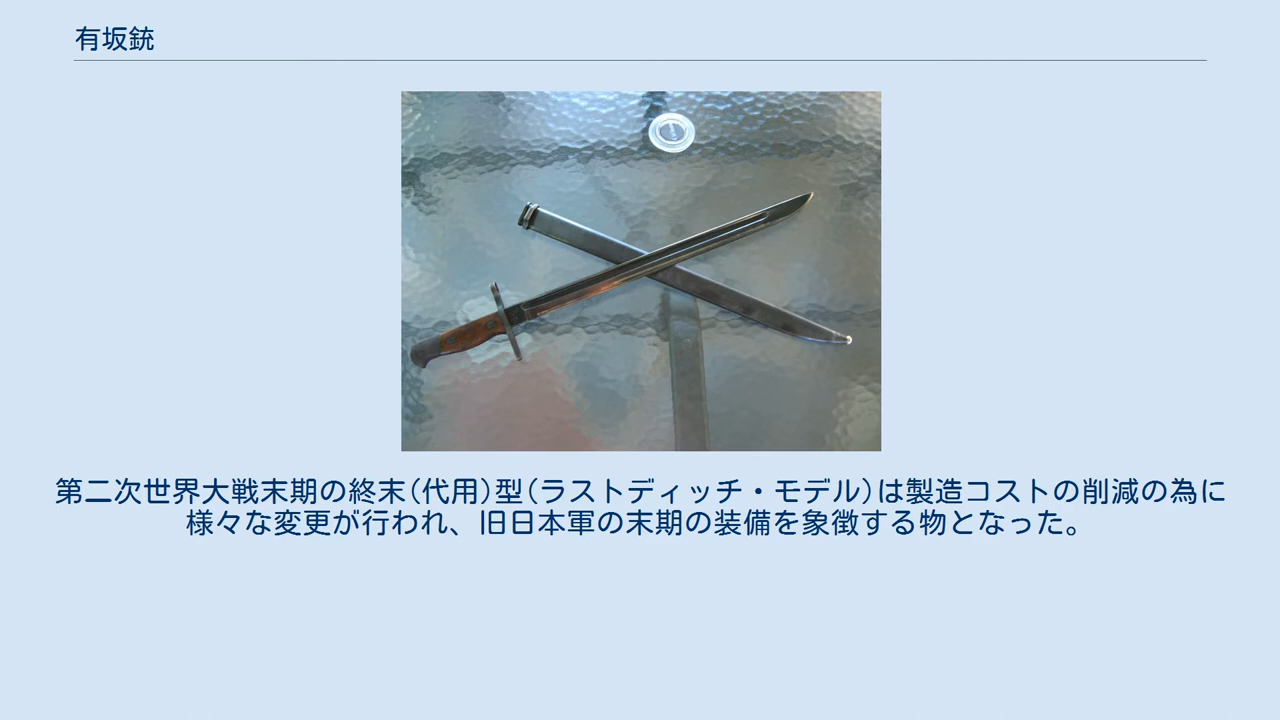 有坂銃
第二次世界大戦末期の終末(代用)型(ラストディッチ・モデル)は製造コストの削減の為に
様々な変更が行われ、旧日本軍の末期の装備を象徴する物となった。